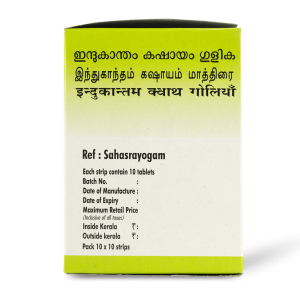 ഇന്ദുകാന്തം കഷായം ഗുളിക
இந்துகாந்தம் கஷாயம் மாத்திரை
इन्दुकान्तम क्वाथ गोलियाँ
Ref : Sahasrayogam
Each strip contain 10 tablets
Batch No. :
Date of Manufacture :
Date of Expiry :
Maximum Retail Price
(Inclusive of all taxes)
Inside Kerala ₹:
Outside kerala ₹:
Pack 10 x 10 strips